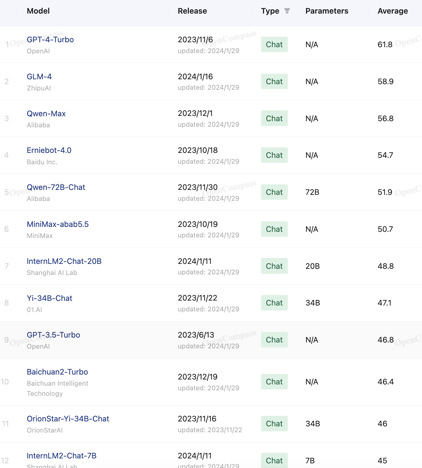 Model Release Type Parameters Average
1 GPT-4-Turbo 2023/11/6 Chat N/A 61.8
OpenAI updated: 2024/1/29
2 GLM-4 2024/1/16 Chat N/A 58.9
ZhipuAI updated: 2024/1/29
3 Qwen-Max 2023/12/1 Chat N/A 56.8
Alibaba updated: 2024/1/29
4 Erniebot-4.0 2023/10/18 Chat N/A 54.7
Baidu Inc. updated: 2024/1/29
5 Qwen-72B-Chat 2023/11/30 Chat 72B 51.9
Alibaba updated: 2024/1/29
6 MiniMax-abab5.5 2023/10/19 Chat N/A 50.7
MiniMax updated: 2024/1/29
7 InternLM2-Chat-20B 2024/1/11 Chat 20B 48.8
Shanghai AI Lab updated: 2024/1/29
8 Yi-34B-Chat 2023/11/22 Chat 34B 47.1
01.AI updated: 2024/1/29
9 GPT-3.5-Turbo 2023/6/13 Chat N/A 46.8
OpenAI updated: 2024/1/29
10 Baichuan2-Turbo 2023/12/19 Chat N/A 46.4
Baichuan Intelligent updated: 2024/1/29
Technology
11 OrionStar-Yi-34B-Chat 2023/11/16 Chat 34B 46
OrionStarAI updated: 2023/11/22
12 InternLM2-Chat-7B 2024/1/11 Chat 7B 45
Shanghai AI Lab updated: 2024/1/29